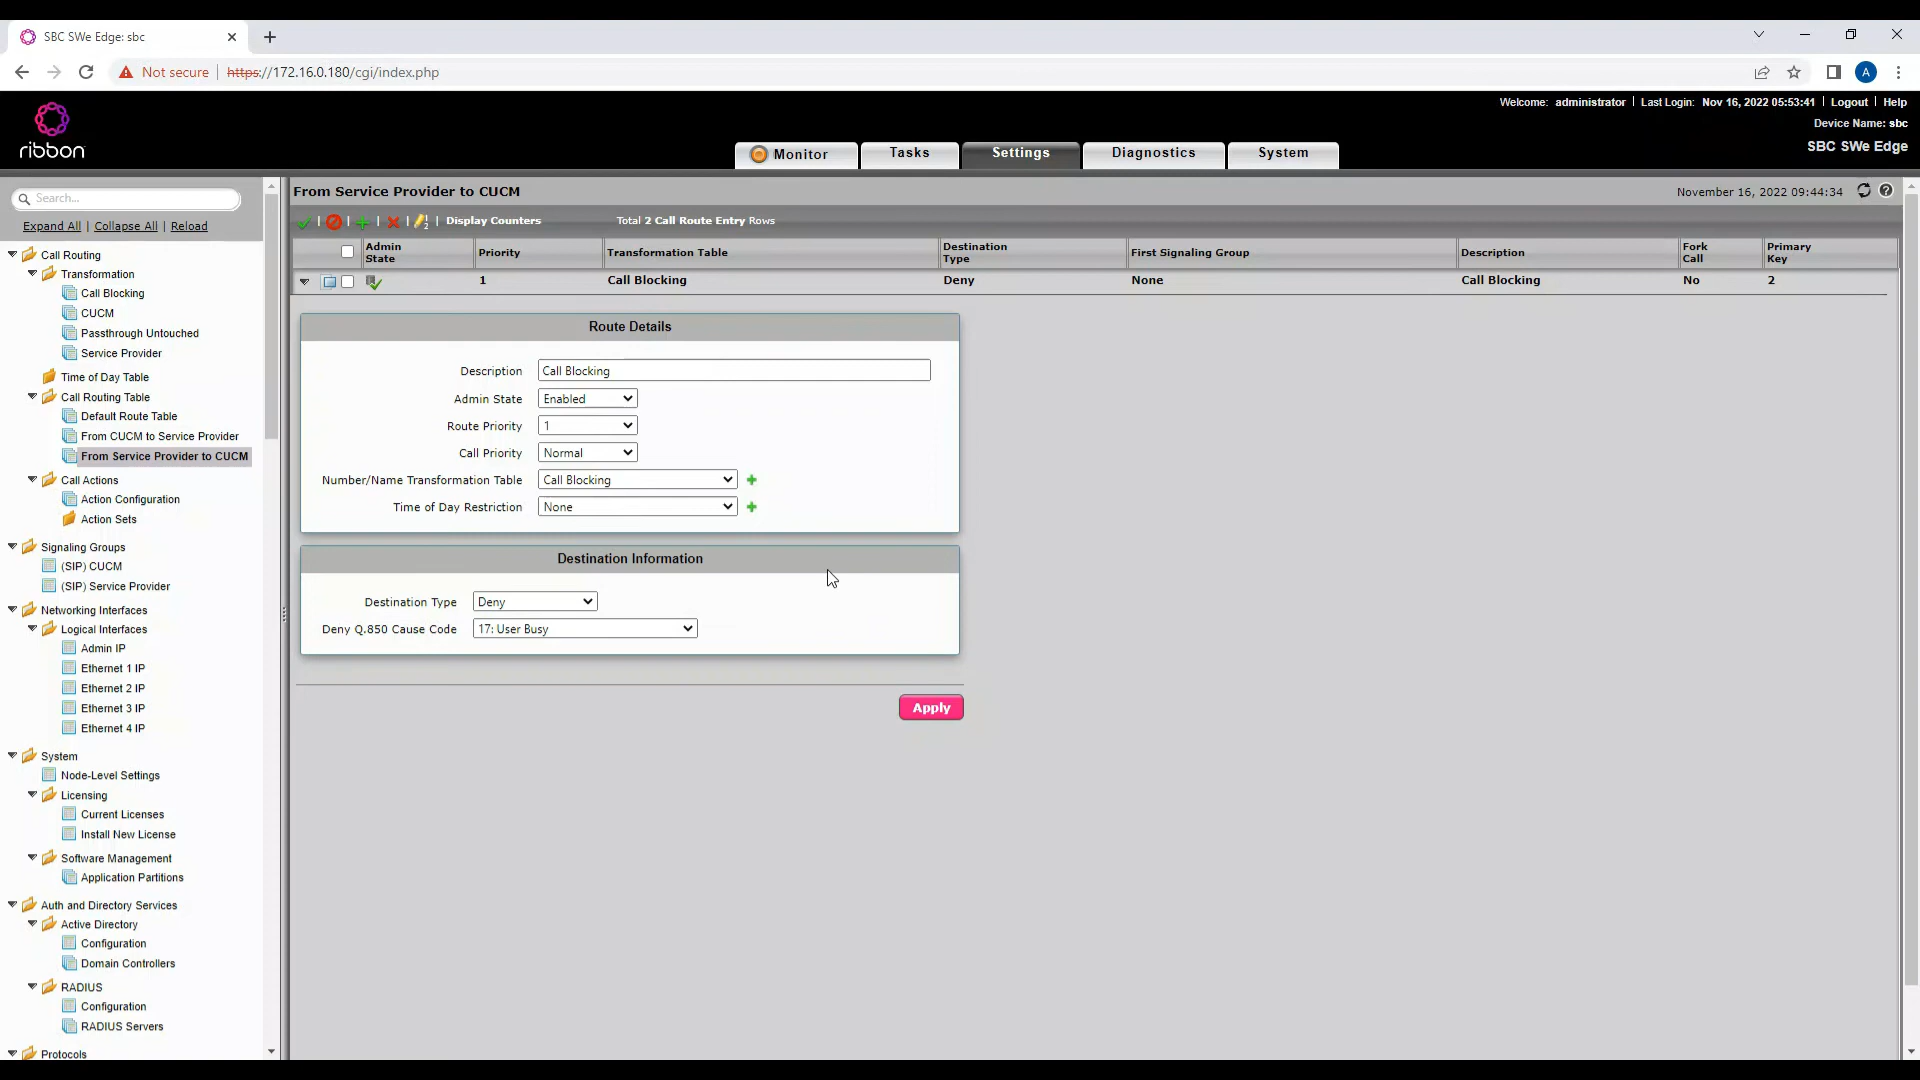 SBC SWe Edge: sbc
Not secure | https://172.16.0.180/cgi/index.php
A
Welcome: administrator | Last Login: Nov 16, 2022 05:53:41 | Logout | Help
Device Name: sbc
SBC SWe Edge
ribbon
Monitor Tasks Settings Diagnostics System
Search...
Expand All | Collapse All | Reload
Call Routing
Transformation
Call Blocking
CUCM
Passthrough Untouched
Service Provider
Time of Day Table
Call Routing Table
Default Route Table
From CUCM to Service Provider
From Service Provider to CUCM
Call Actions
Action Configuration
Action Sets
Signaling Groups
(SIP) CUCM
(SIP) Service Provider
Networking Interfaces
Logical Interfaces
Admin IP
Ethernet 1 IP
Ethernet 2 IP
Ethernet 3 IP
Ethernet 4 IP
System
Node-Level Settings
Licensing
Current Licenses
Install New License
Software Management
Application Partitions
Auth and Directory Services
Active Directory
Configuration
Domain Controllers
RADIUS
Configuration
RADIUS Servers
Protocols
From Service Provider to CUCM
November 16, 2022 09:44:34
Display Counters Total 2 Call Route Entry Rows
Admin State Priority Transformation Table Destination Type First Signaling Group Description Fork Call Primary Key
1 Call Blocking Deny None Call Blocking No 2
Route Details
Description Call Blocking
Admin State Enabled
Route Priority 1
Call Priority Normal
Number/Name Transformation Table Call Blocking
Time of Day Restriction None
Destination Information
Destination Type Deny
Deny Q.850 Cause Code 17: User Busy
Apply